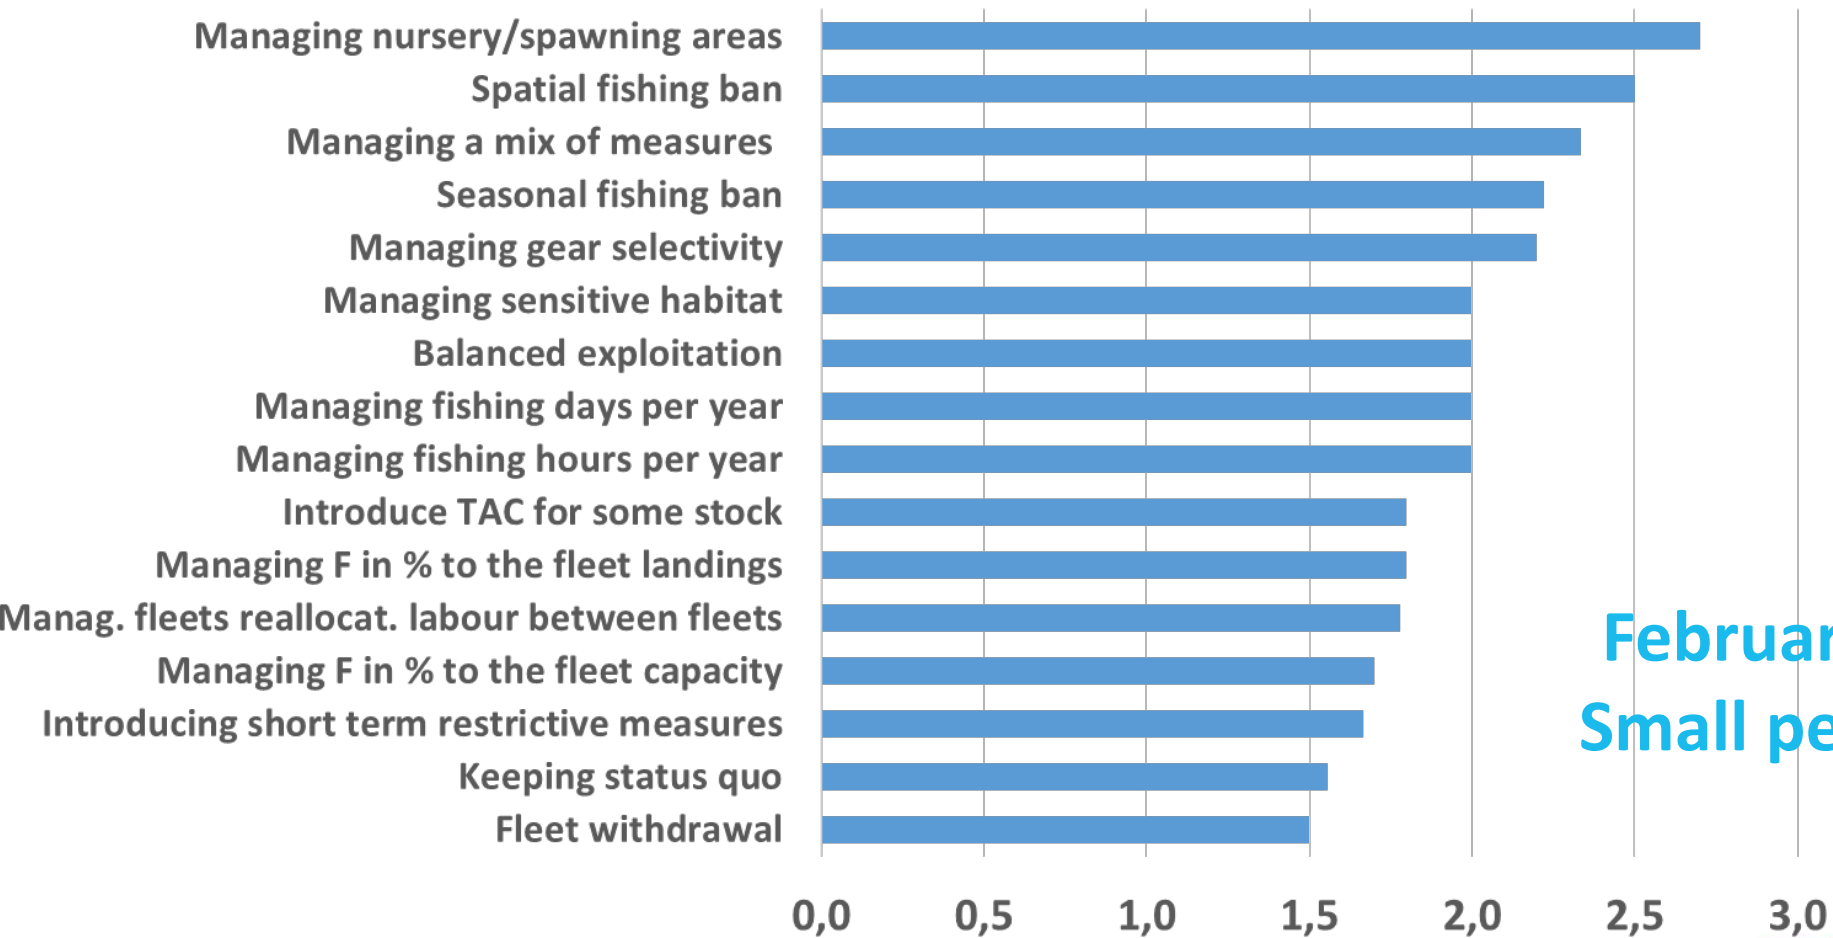 Managing nursery/spawning areas
Spatial fishing ban
Managing a mix of measures
Seasonal fishing ban
Managing gear selectivity
Managing sensitive habitat
Balanced exploitation
Managing fishing days per year
Managing fishing hours per year
Introduce TAC for some stock
Managing F in % to the fleet landings
Manag. fleets reallocat. labour between fleets
Managing F in % to the fleet capacity
Introducing short term restrictive measures
Keeping status quo
Fleet withdrawal
Februar
Small pe
0,0 0,5 1,0 1,5 2,0 2,5 3,0